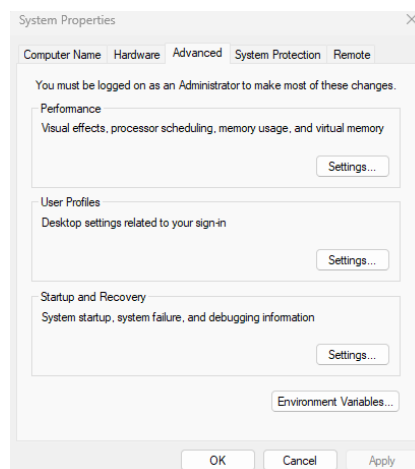 System Properties
Computer Name Hardware Advanced System Protection Remote
You must be logged on as an Administrator to make most of these changes.
Performance
Visual effects, processor scheduling, memory usage, and virtual memory
Settings...
User Profiles
Desktop settings related to your sign-in
Settings...
Startup and Recovery
System startup, system failure, and debugging information
Settings...
Environment Variables...
OK Cancel Apply